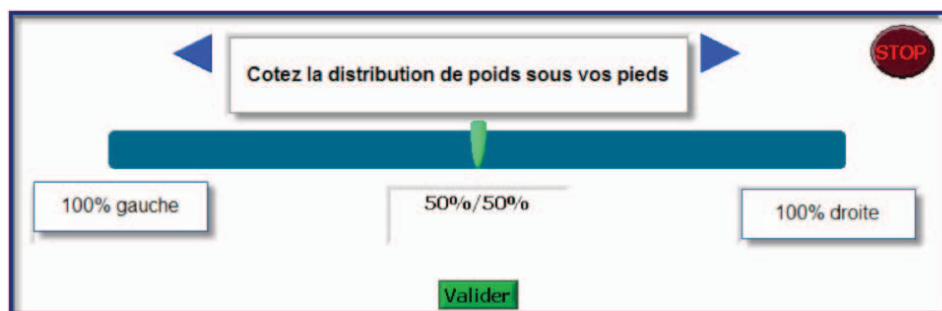 STOP
Cotez la distribution de poids sous vos pieds
100% gauche
50%/50%
100% droite
Valider